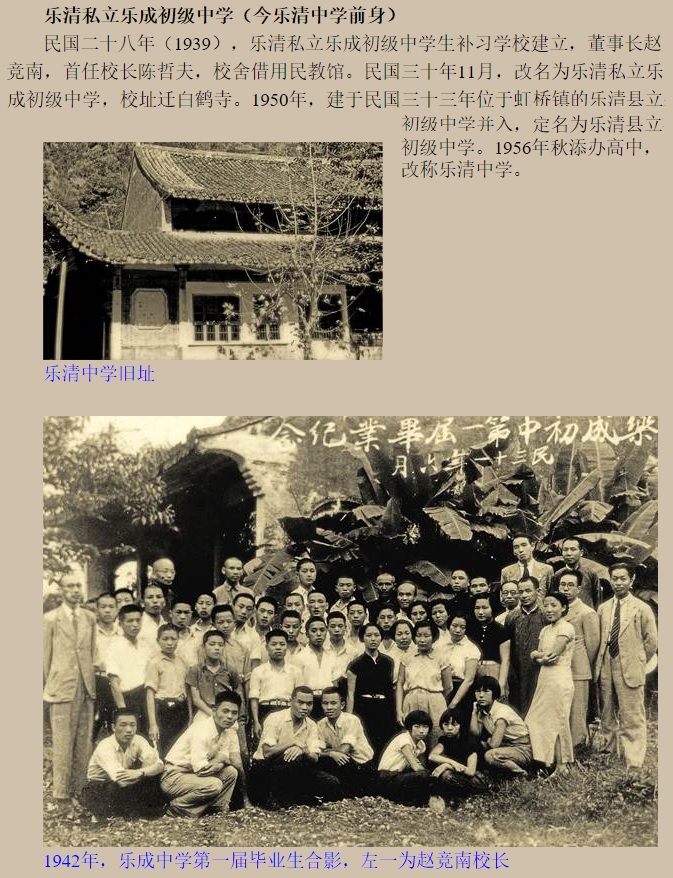 乐清私立乐成初级中学（今乐清中学前身）
民国二十八年（1939），乐清私立乐成初级中学生补习学校建立，董事长赵
竞南，首任校长陈哲夫，校舍借用民教馆。民国三十年11月，改名为乐清私立乐
成初级中学，校址迁白鹤寺。1950年，建于民国三十三年位于虹桥镇的乐清县立
初级中学并入，定名为乐清县立
初级中学。1956年秋添办高中，
改称乐清中学。
乐清中学旧址
樂成初中第一屆畢業紀念
民三十一年六月
1942年，乐成中学第一届毕业生合影，左一为赵竞南校长